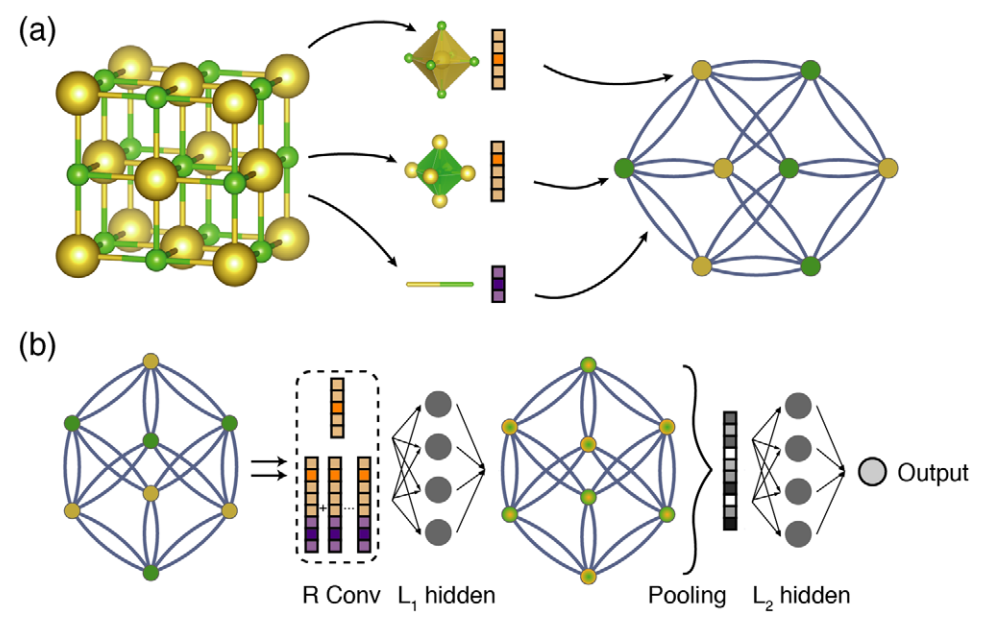 (a)
(b)
+
...
Output
R Conv
L₁ hidden
Pooling
L₂ hidden